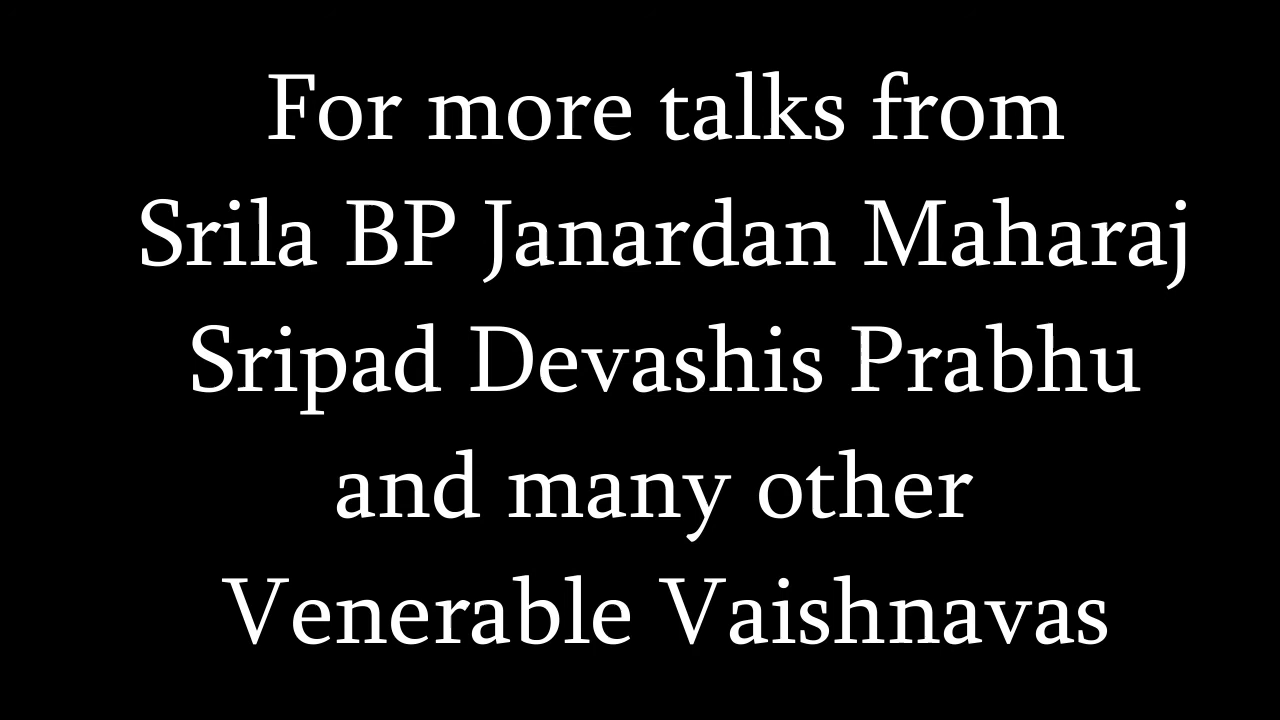 For more talks from
Srila BP Janardan Maharaj
Sripad Devashis Prabhu
and many other
Venerable Vaishnavas